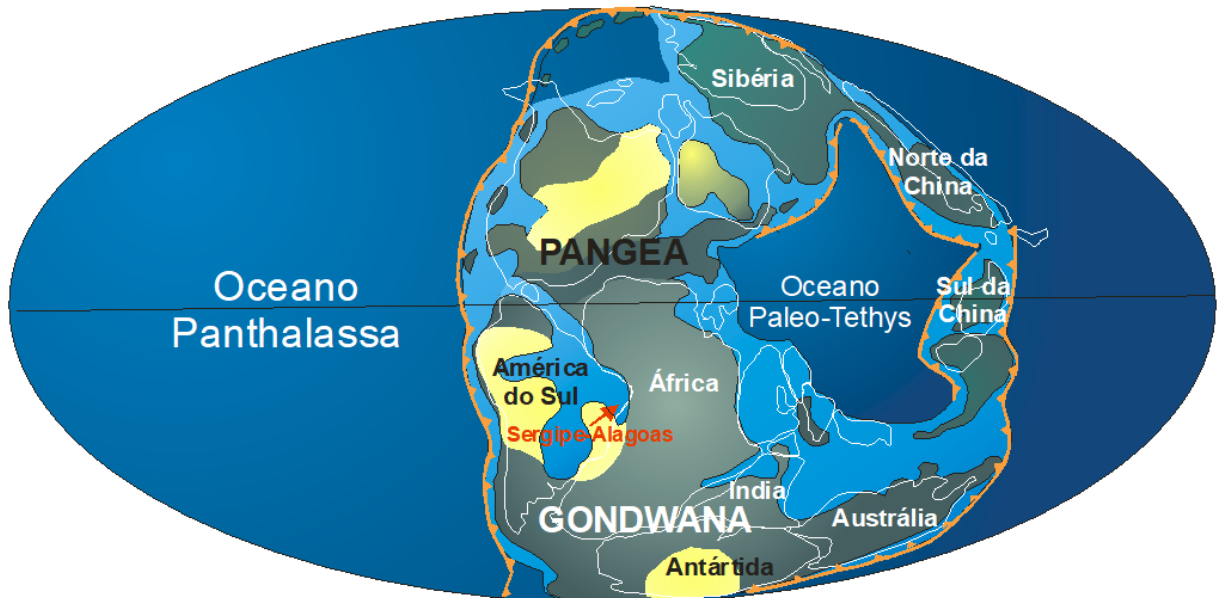 Sibéria
Norte da
China
PANGEA
Oceano
Panthalassa
Oceano
Paleo-Tethys
Sul da
China
América
do Sul
África
Sergipe-Alagoas
India
GONDWANA
Austrália
Antártida